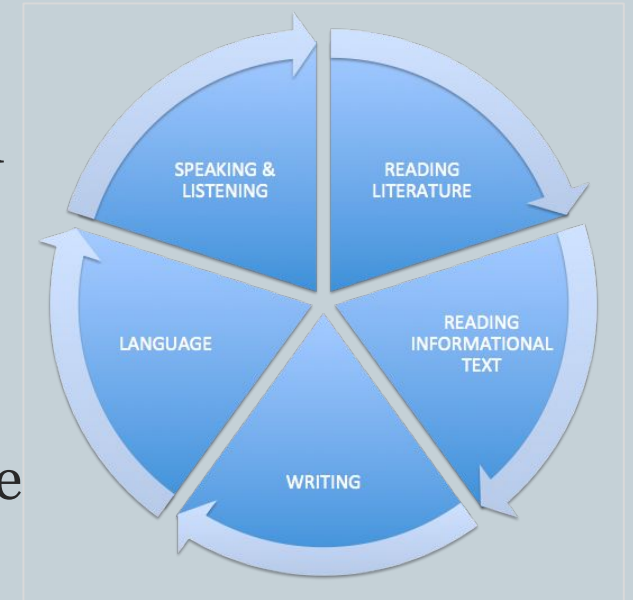 SPEAKING &
LISTENING
READING
LITERATURE
READING
INFORMATIONAL
TEXT
WRITING
LANGUAGE
e